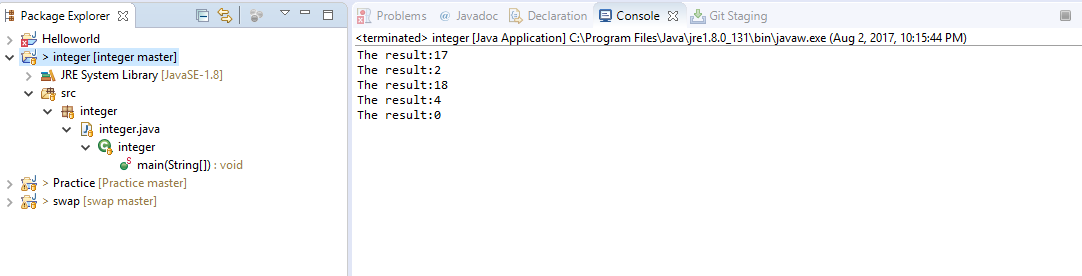 Package Explorer
Helloworld
> integer [integer master]
JRE System Library [JavaSE-1.8]
src
integer
integer.java
integer
main(String[]) : void
> Practice [Practice master]
> swap [swap master]
Problems @ Javadoc Declaration Console Git Staging
<terminated> integer [Java Application] C:\Program Files\Java\jre1.8.0_131\bin\javaw.exe (Aug 2, 2017, 10:15:44 PM)
The result:17
The result:2
The result:18
The result:4
The result:0